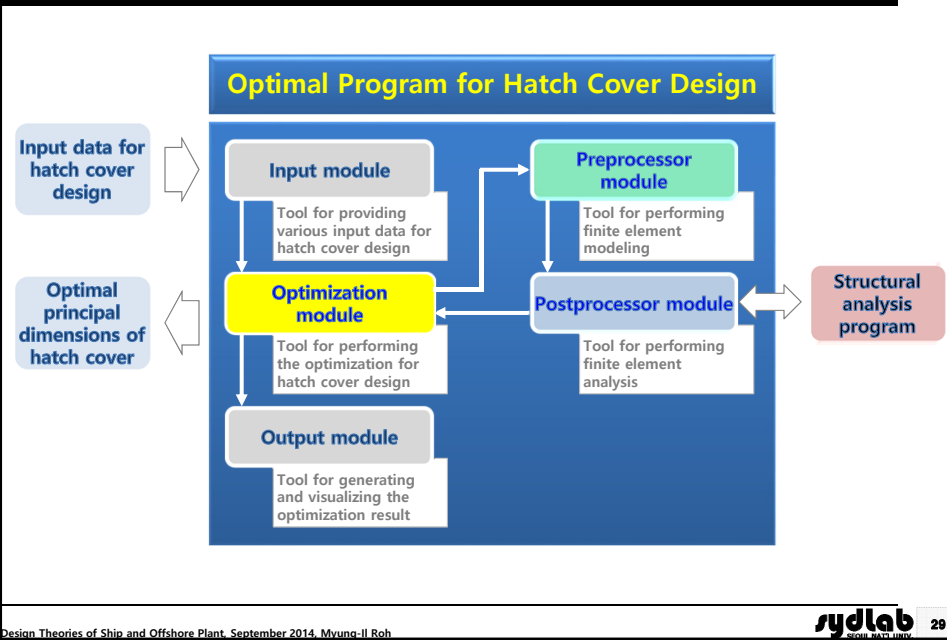 Optimal Program for Hatch Cover Design
Input data for
hatch cover
design
Input module
Tool for providing
various input data for
hatch cover design
Preprocessor
module
Tool for performing
finite element
modeling
Optimal
principal
dimensions of
hatch cover
Optimization
module
Tool for performing
the optimization for
hatch cover design
Postprocessor module
Tool for performing
finite element
analysis
Structural
analysis
program
Output module
Tool for generating
and visualizing the
optimization result
Design Theories of Ship and Offshore Plant, September 2014, Myung-Il Roh
sydlab
SEOUL NAT'L UNIV.
29